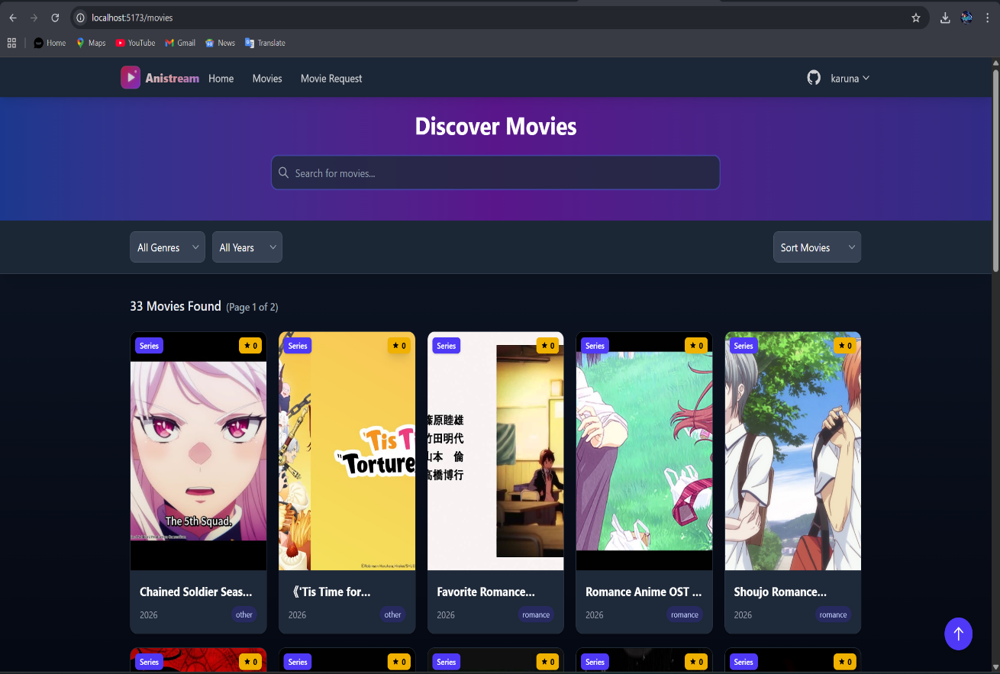 localhost:5173/movies
Home Maps YouTube Gmail News Translate
Anistream Home Movies Movie Request karuna
Discover Movies
Search for movies...
All Genres All Years Sort Movies
33 Movies Found (Page 1 of 2)
Series ★ 0 Series ★ 0 Series ★ 0 Series ★ 0 Series ★ 0
篠原睦雄
竹田明代
山本 倫
高橋博行
'Tis T
"Torture
The 5th Squad.
Chained Soldier Seas... 《'Tis Time for... Favorite Romance... Romance Anime OST ... Shoujo Romance...
2026 other 2026 other 2026 romance 2026 romance 2026 romance
Series ★ 0 Series ★ 0 Series ★ 0 Series ★ 0 Series ★ 0